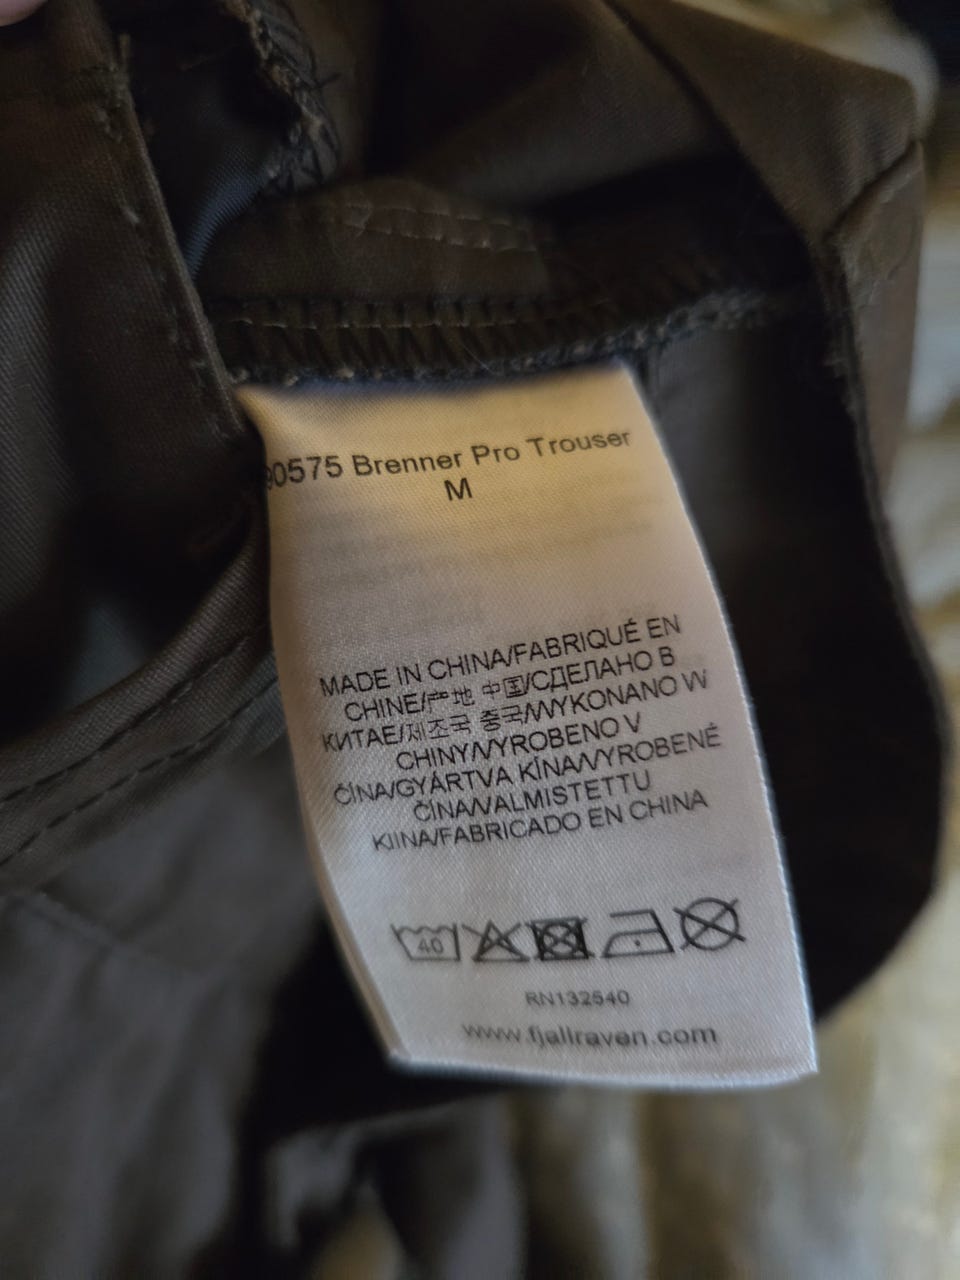 90575 Brenner Pro Trouser
M
MADE IN CHINA/FABRIQUÉ EN
CHINE/产地 中国/СДЕЛАНО В
КИТАЕ/제조국 중국/WYKONANO W
CHINY/VYROBENO V
ČÍNA/GYÁRTVA KÍNA/VYROBENÉ
ČÍNA/VALMISTETTU
KIINA/FABRICADO EN CHINA
40
RN132540
www.fjallraven.com